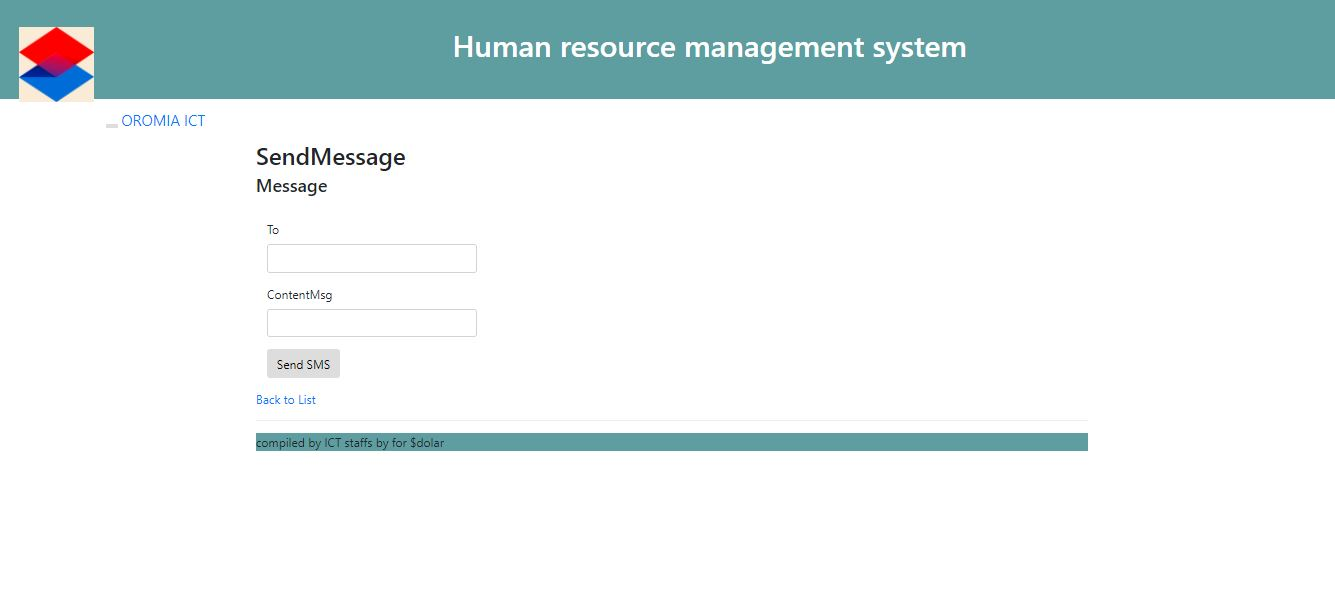 Human resource management system
OROMIA ICT
SendMessage
Message
To
ContentMsg
Send SMS
Back to List
compiled by ICT staffs by for $dolar